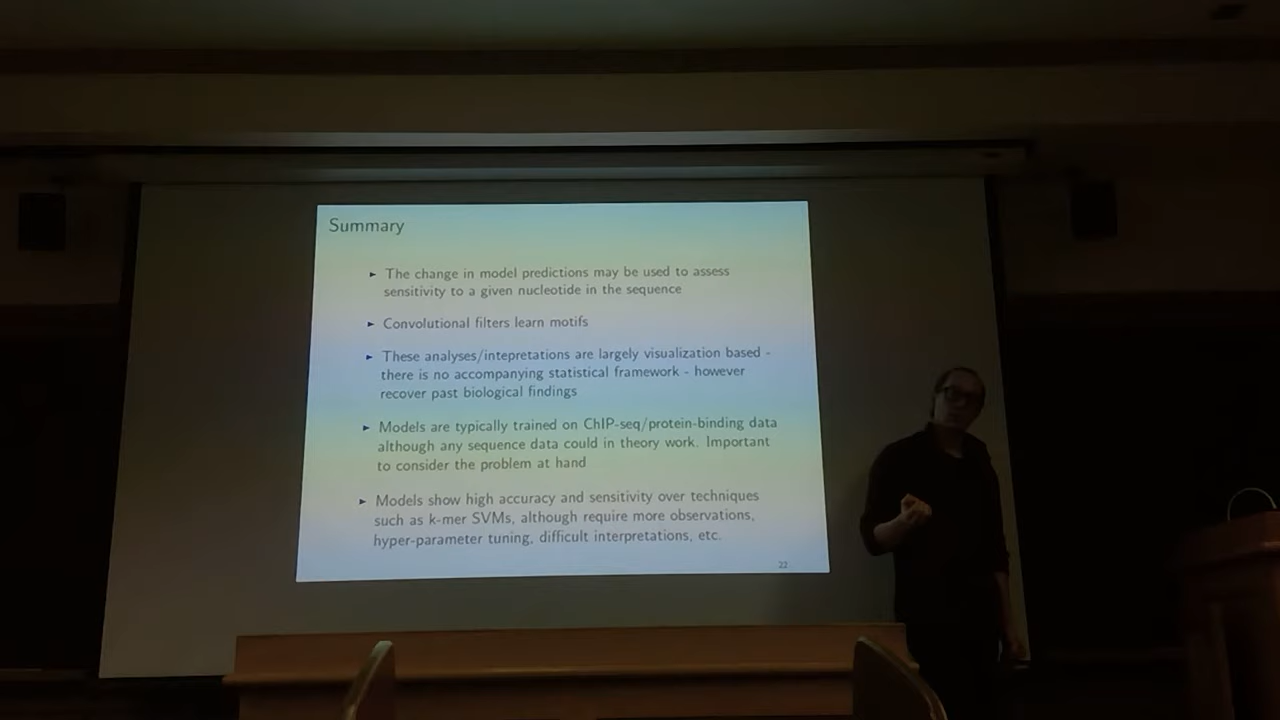 Summary
► The change in model predictions may be used to assess
sensitivity to a given nucleotide in the sequence
► Convolutional filters learn motifs
► These analyses/intepretations are largely visualization based -
there is no accompanying statistical framework - however
recover past biological findings
► Models are typically trained on ChIP-seq/protein-binding data
although any sequence data could in theory work. Important
to consider the problem at hand
► Models show high accuracy and sensitivity over techniques
such as k-mer SVMs, although require more observations,
hyper-parameter tuning, difficult interpretations, etc.
22